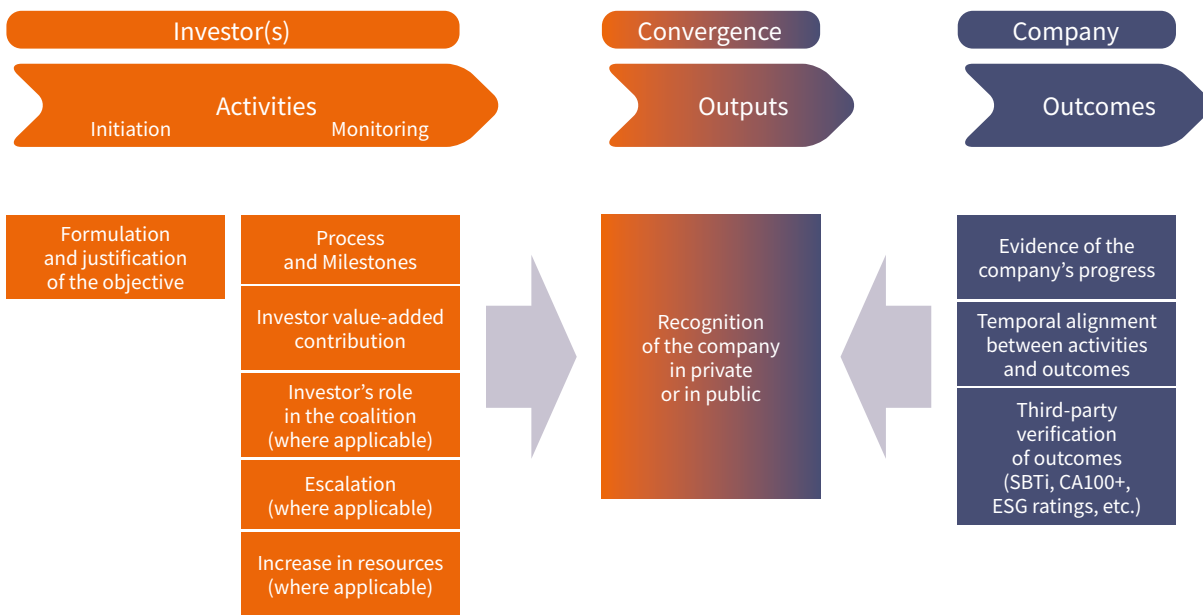 Investor(s)
Convergence
Company
Activities
Initiation
Monitoring
Outputs
Outcomes
Formulation
and justification
of the objective
Process
and Milestones
Investor value-added
contribution
Investor’s role
in the coalition
(where applicable)
Escalation
(where applicable)
Increase in resources
(where applicable)
Recognition
of the company
in private
or in public
Evidence of the
company’s progress
Temporal alignment
between activities
and outcomes
Third-party
verification
of outcomes
(SBTi, CA100+,
ESG ratings, etc.)